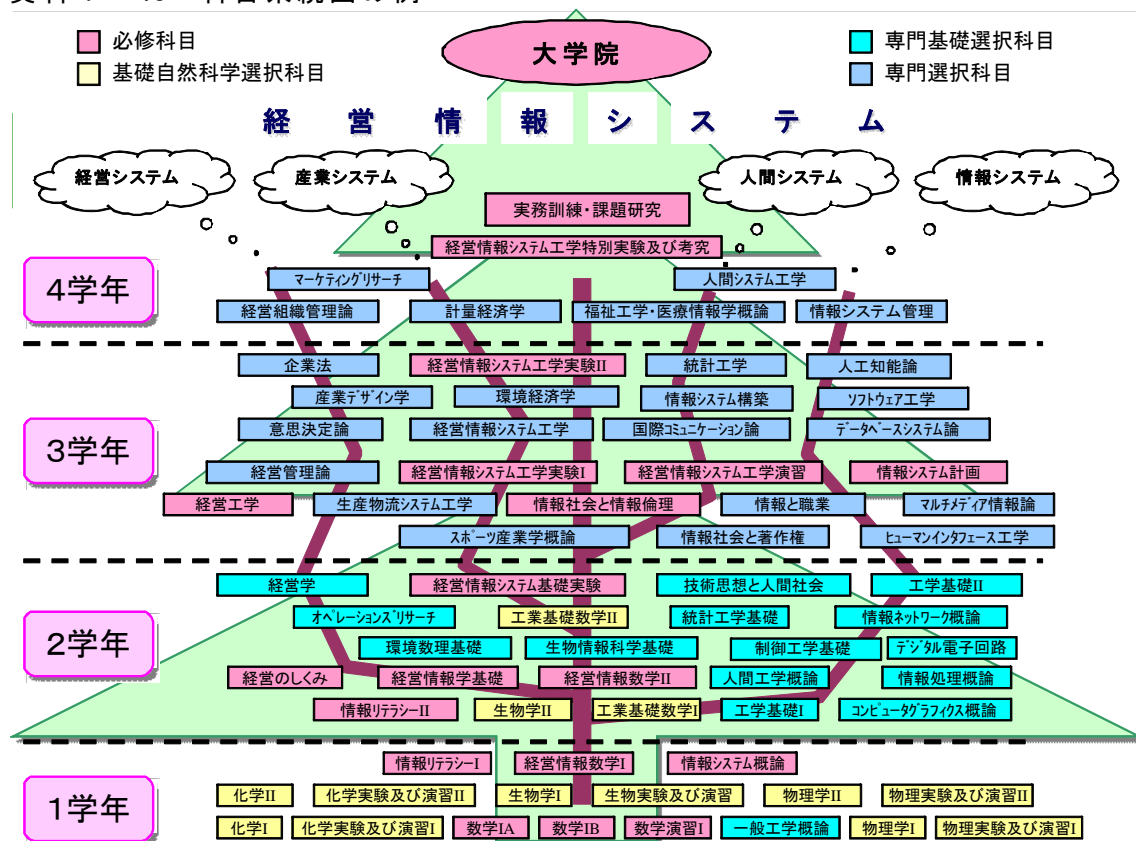 必修科目
基礎自然科学選択科目
専門基礎選択科目
専門選択科目
大学院
経営情報システム
経営システム
産業システム
人間システム
情報システム
実務訓練・課題研究
経営情報システム工学特別実験及び考究
4学年
マーケティングリサーチ
人間システム工学
経営組織管理論
計量経済学
福祉工学・医療情報学概論
情報システム管理
3学年
企業法
経営情報システム工学実験II
統計工学
人工知能論
産業デザイン学
環境経済学
情報システム構築
ソフトウェア工学
意思決定論
経営情報システム工学
国際コミュニケーション論
データベースシステム論
経営管理論
経営情報システム工学実験I
経営情報システム工学演習
情報システム計画
経営工学
生産物流システム工学
情報社会と情報倫理
情報と職業
マルチメディア情報論
スポーツ産業学概論
情報社会と著作権
ヒューマンインタフェース工学
2学年
経営学
経営情報システム基礎実験
技術思想と人間社会
工学基礎II
オペレーションズリサーチ
工業基礎数学II
統計工学基礎
情報ネットワーク概論
環境数理基礎
生物情報科学基礎
制御工学基礎
デジタル電子回路
経営のしくみ
経営情報学基礎
経営情報数学II
人間工学概論
情報処理概論
情報リテラシーII
生物学II
工業基礎数学I
工学基礎I
コンピュータグラフィクス概論
1学年
情報リテラシーI
経営情報数学I
情報システム概論
化学II
化学実験及び演習II
生物学I
生物実験及び演習
物理学II
物理実験及び演習II
化学I
化学実験及び演習I
数学IA
数学IB
数学演習I
一般工学概論
物理学I
物理実験及び演習I